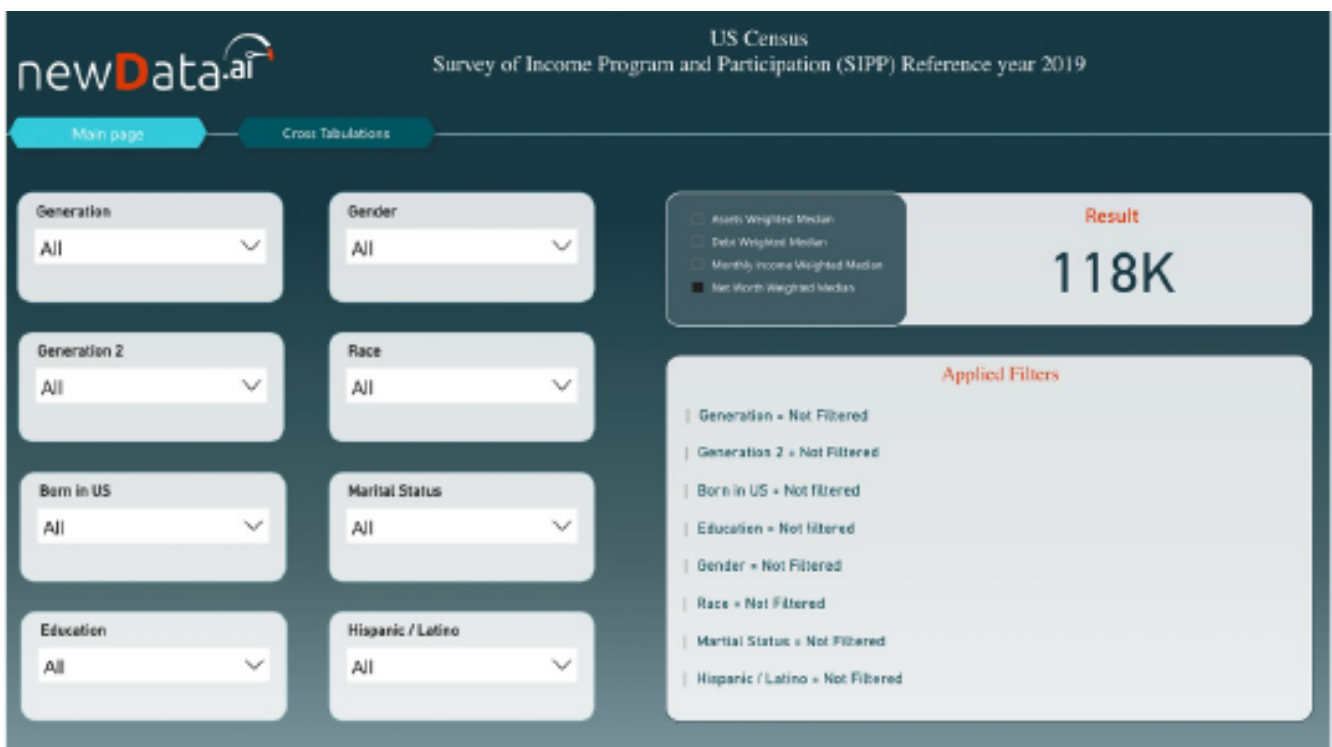 newData.ai
US Census
Survey of Income Program and Participation (SIPP) Reference year 2019
Main page
Cross Tabulations
Generation
All
Gender
All
Generation 2
All
Race
All
Born in US
All
Marital Status
All
Education
All
Hispanic / Latino
All
Assets Weighted Median
Debt Weighted Median
Monthly Income Weighted Median
Net Worth Weighted Median
Result
118K
Applied Filters
| Generation = Not Filtered
| Generation 2 = Not Filtered
| Born in US = Not filtered
| Education = Not filtered
| Gender = Not Filtered
| Race = Not Filtered
| Martial Status = Not Filtered
| Hispanic / Latino = Not Filtered